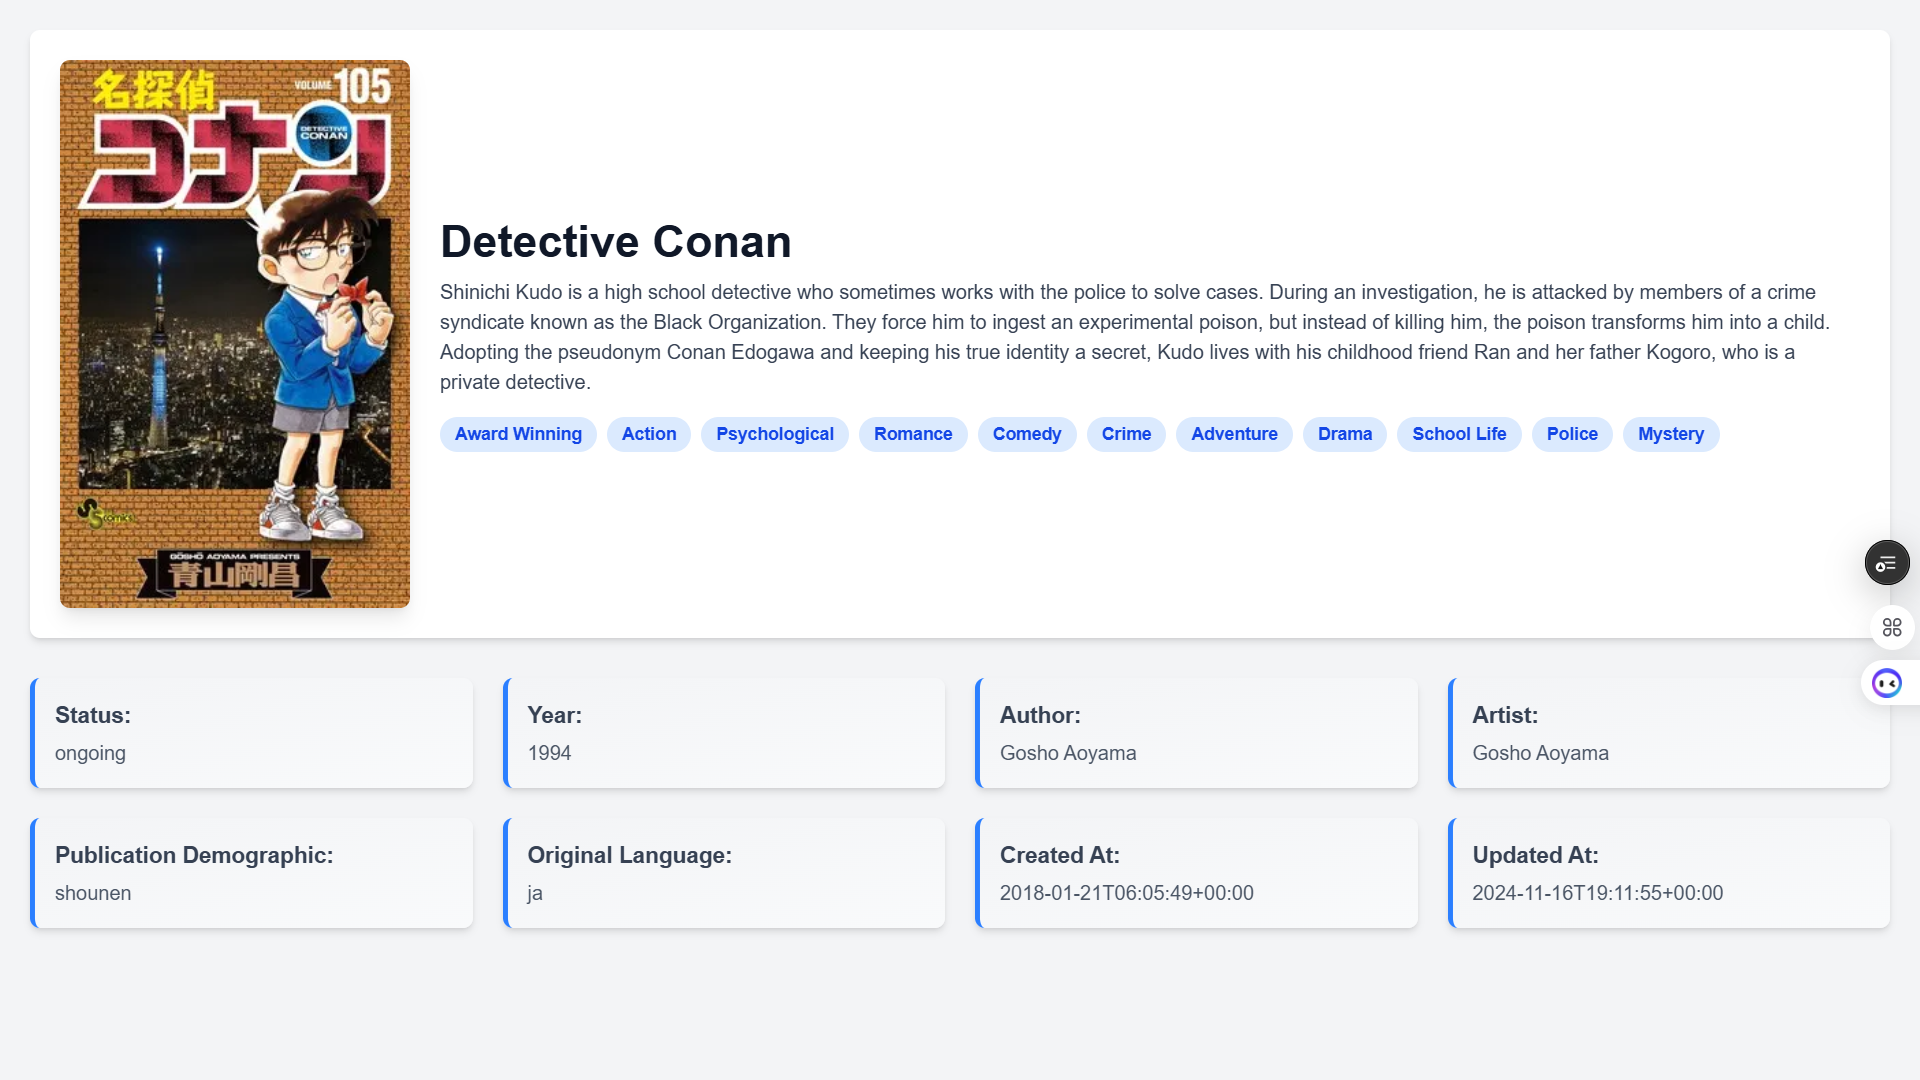 名探偵
VOLUME 105
コナン
DETECTIVE
CONAN
S
S comics
GŌSHŌ AOYAMA PRESENTS
青山剛昌
Detective Conan
Shinichi Kudo is a high school detective who sometimes works with the police to solve cases. During an investigation, he is attacked by members of a crime
syndicate known as the Black Organization. They force him to ingest an experimental poison, but instead of killing him, the poison transforms him into a child.
Adopting the pseudonym Conan Edogawa and keeping his true identity a secret, Kudo lives with his childhood friend Ran and her father Kogoro, who is a
private detective.
Award Winning Action Psychological Romance Comedy Crime Adventure Drama School Life Police Mystery
Status: Year: Author: Artist:
ongoing 1994 Gosho Aoyama Gosho Aoyama
Publication Demographic: Original Language: Created At: Updated At:
shounen ja 2018-01-21T06:05:49+00:00 2024-11-16T19:11:55+00:00